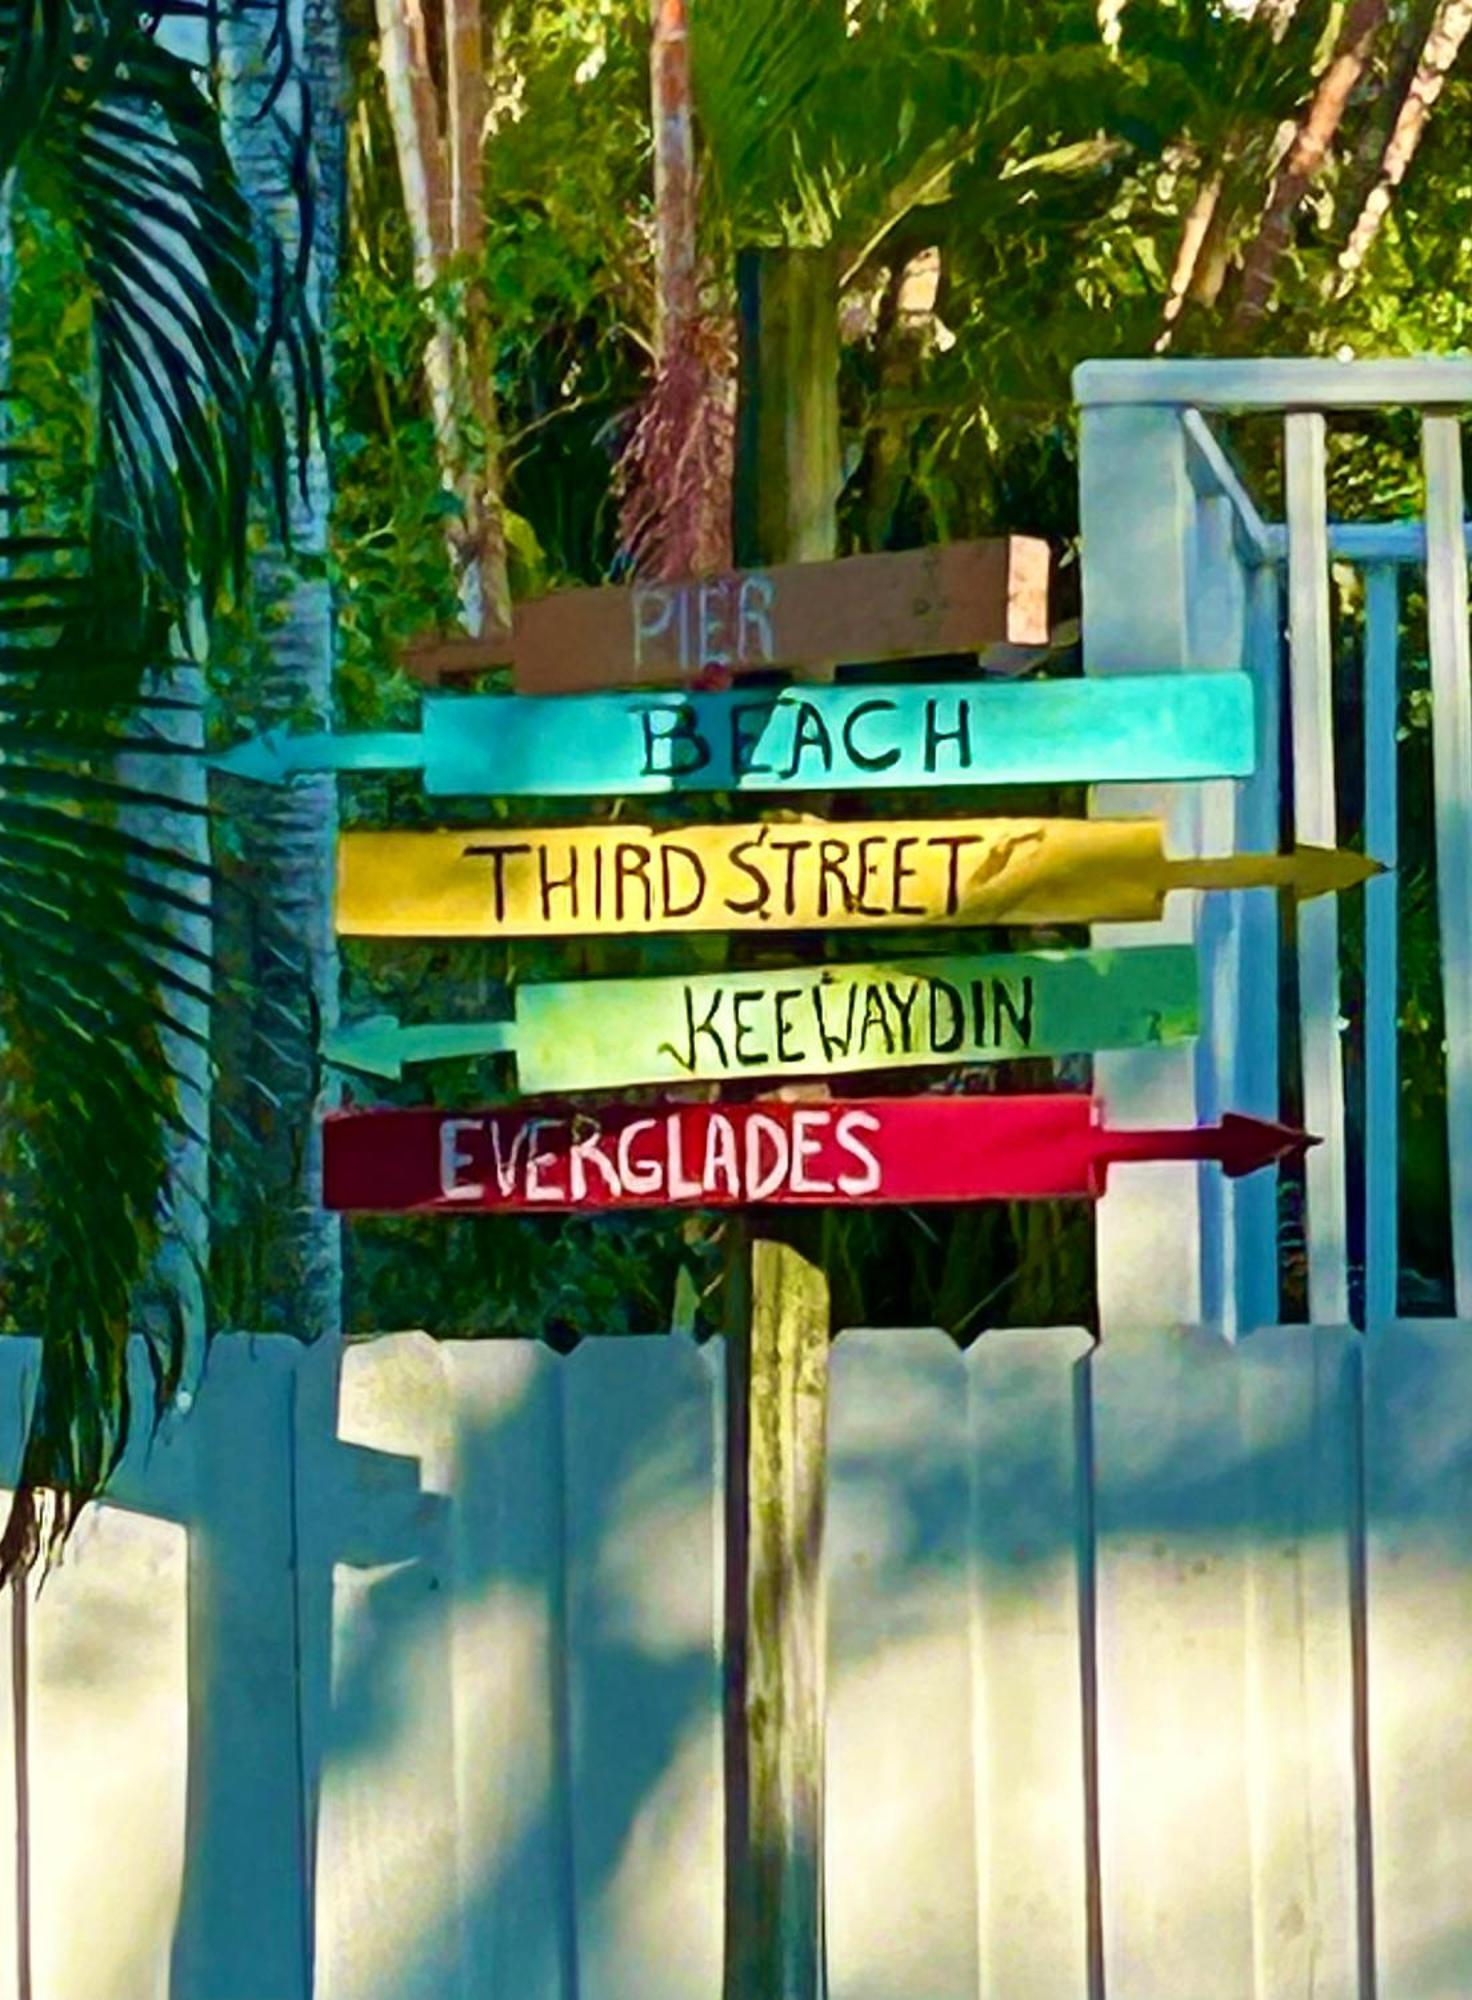 PIER
BEACH
THIRD STREET
KEEWAYDIN
EVERGLADES